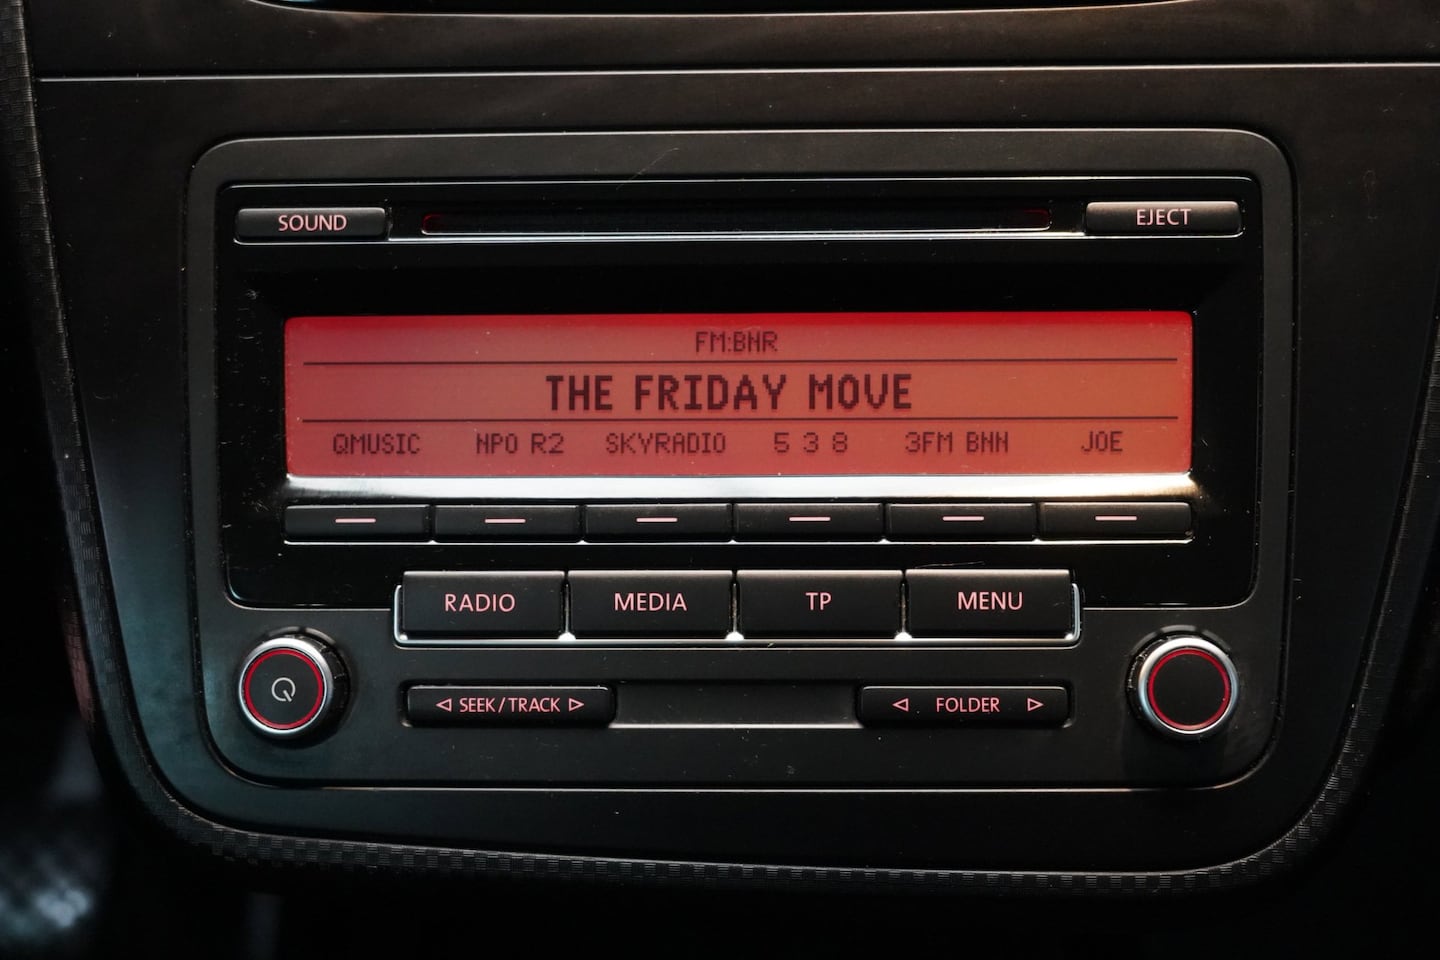 SOUND
EJECT
FM:BNR
THE FRIDAY MOVE
QMUSIC NPO R2 SKYRADIO 5 3 8 3FM BNN JOE
RADIO MEDIA TP MENU
◁ SEEK/TRACK ▷ ◁ FOLDER ▷